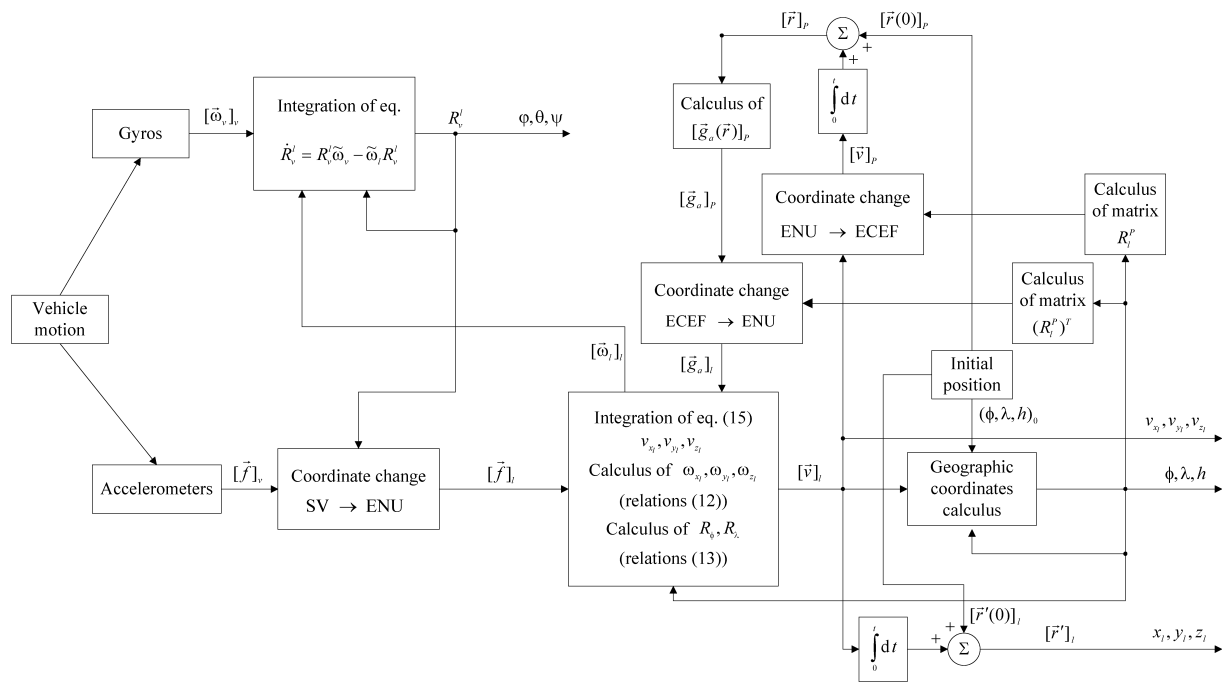 [r⃗]_P
Σ
[r⃗(0)]_P
+
+
∫₀ᵗ dt
Integration of eq.
Ṙ_v^l = R_v^l ω̃_v − ω̃_l R_v^l
Gyros
[ω⃗_v]_v
R_v^l
φ, θ, ψ
Calculus of
[g⃗_a(r⃗)]_P
[v⃗]_P
[g⃗_a]_P
Coordinate change
ENU → ECEF
Calculus
of matrix
R_l^P
Vehicle
motion
Coordinate change
ECEF → ENU
Calculus
of matrix
(R_l^P)^T
[ω⃗_l]_l
[g⃗_a]_l
Initial
position
(ϕ, λ, h)₀
Accelerometers
[f⃗]_v
Coordinate change
SV → ENU
[f⃗]_l
Integration of eq. (15)
v_{x_l}, v_{y_l}, v_{z_l}
Calculus of ω_{x_l}, ω_{y_l}, ω_{z_l}
(relations (12))
Calculus of R_ϕ, R_λ
(relations (13))
[v⃗]_l
Geographic
coordinates
calculus
v_{x_l}, v_{y_l}, v_{z_l}
ϕ, λ, h
∫₀ᵗ dt
+
+
Σ
[r⃗′(0)]_l
[r⃗′]_l
x_l, y_l, z_l